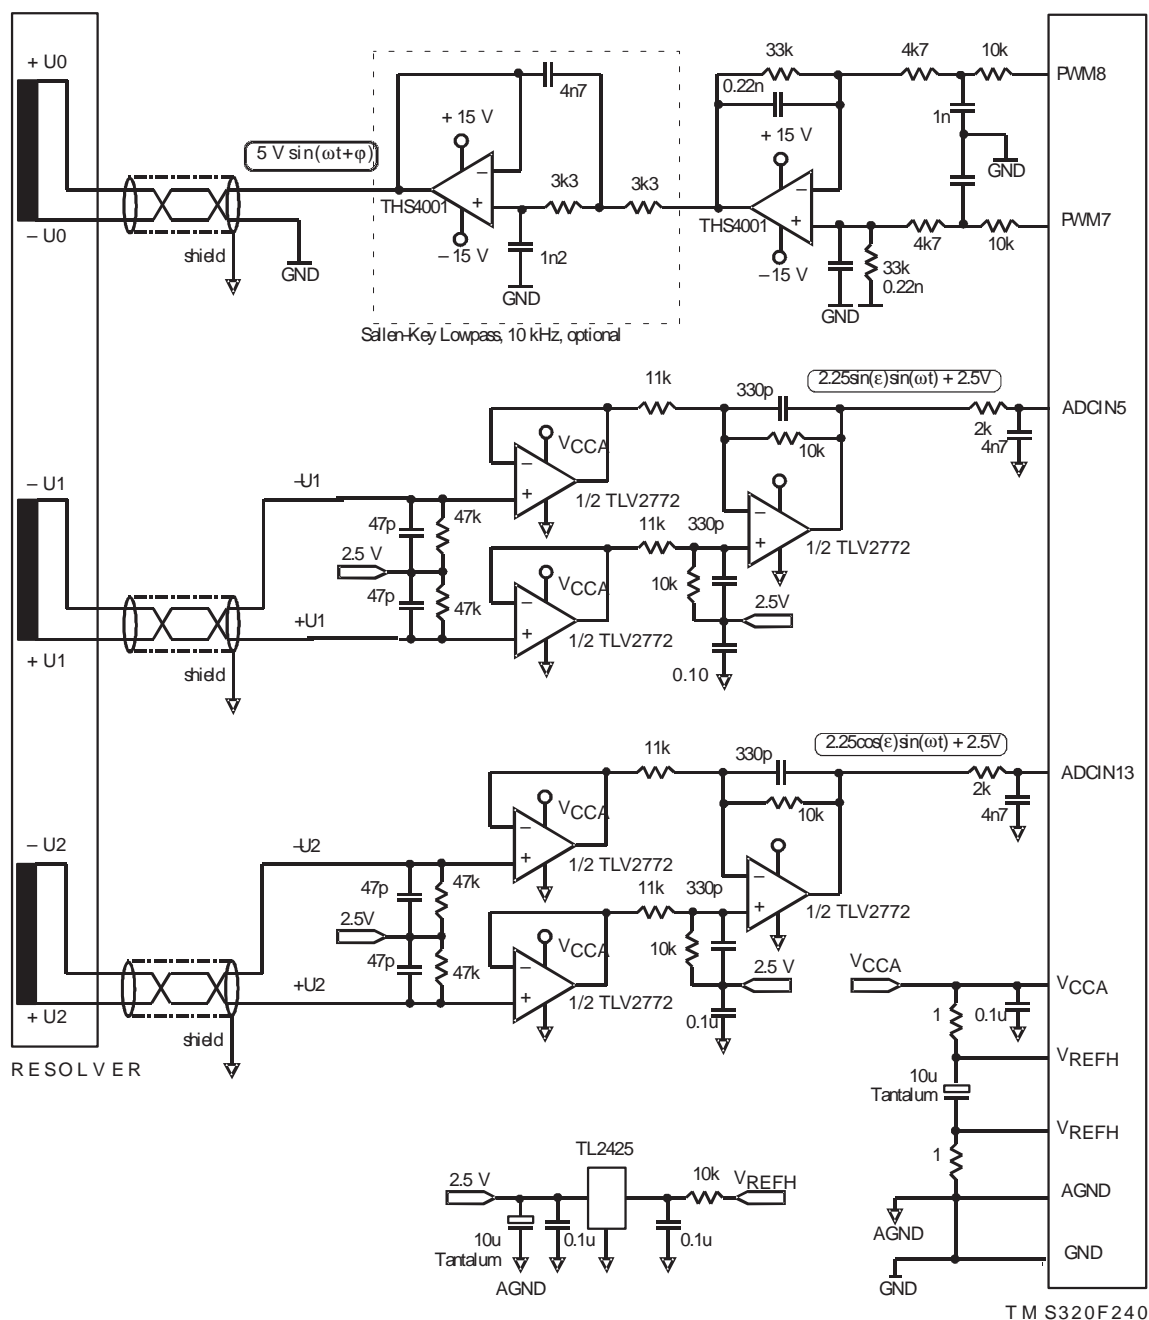 + U0
– U0
shield
GND
5 V sin(ωt+φ)
+ 15 V
4n7
THS4001
– 15 V
3k3
3k3
1n2
GND
Sallen-Key Lowpass, 10 kHz, optional
33k
0.22n
+ 15 V
THS4001
– 15 V
4k7
10k
1n
GND
4k7
10k
33k
0.22n
GND
PWM8
PWM7
– U1
+ U1
shield
–U1
+U1
47p
47k
2.5 V
47p
47k
VCCA
1/2 TLV2772
VCCA
1/2 TLV2772
11k
330p
10k
11k
330p
10k
1/2 TLV2772
2.5V
0.10
2.25sin(ε)sin(ωt) + 2.5V
2k
4n7
ADCIN5
– U2
+ U2
shield
–U2
+U2
47p
47k
2.5V
47p
47k
VCCA
1/2 TLV2772
VCCA
1/2 TLV2772
11k
330p
10k
11k
330p
10k
1/2 TLV2772
2.5 V
0.1u
2.25cos(ε)sin(ωt) + 2.5V
2k
4n7
ADCIN13
RESOLVER
VCCA
VCCA
1
0.1u
VREFH
10u
Tantalum
VREFH
1
AGND
AGND
GND
GND
TL2425
2.5 V
10k
VREFH
10u
Tantalum
0.1u
0.1u
AGND
TMS320F240